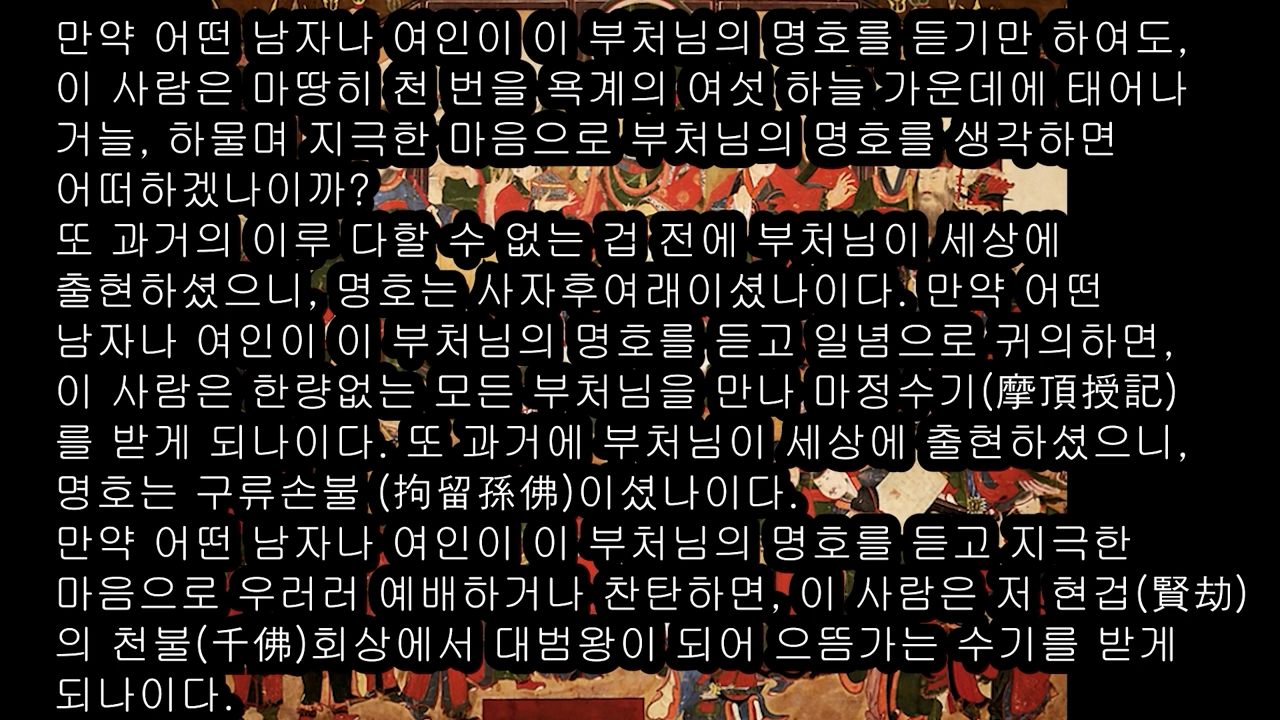 만약 어떤 남자나 여인이 이 부처님의 명호를 듣기만 하여도,
이 사람은 마땅히 천 번을 욕계의 여섯 하늘 가운데에 태어나
거늘, 하물며 지극한 마음으로 부처님의 명호를 생각하면
어떠하겠나이까?
또 과거의 이루 다할 수 없는 겁 전에 부처님이 세상에
출현하셨으니, 명호는 사자후여래이셨나이다. 만약 어떤
남자나 여인이 이 부처님의 명호를 듣고 일념으로 귀의하면,
이 사람은 한량없는 모든 부처님을 만나 마정수기(摩頂授記)
를 받게 되나이다. 또 과거에 부처님이 세상에 출현하셨으니,
명호는 구류손불 (拘留孫佛)이셨나이다.
만약 어떤 남자나 여인이 이 부처님의 명호를 듣고 지극한
마음으로 우러러 예배하거나 찬탄하면, 이 사람은 저 현겁(賢劫)
의 천불(千佛)회상에서 대범왕이 되어 으뜸가는 수기를 받게
되나이다.